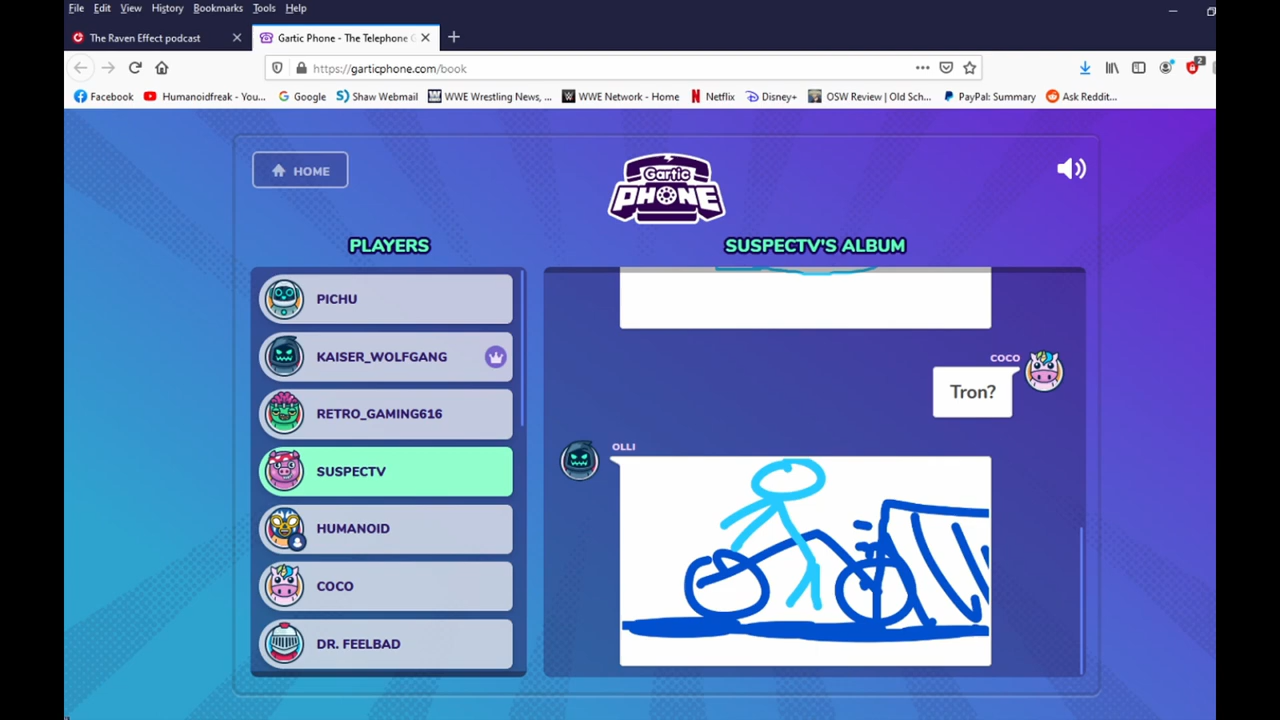 File Edit View History Bookmarks Tools Help
The Raven Effect podcast
Gartic Phone - The Telephone G
https://garticphone.com/book
2
Facebook Humanoidfreak - You... Google Shaw Webmail WWE Wrestling News, ... WWE Network - Home Netflix Disney+ OSW Review | Old Sch... PayPal: Summary Ask Reddit...
HOME
Gartic
PHONE
PLAYERS
SUSPECTV'S ALBUM
PICHU
KAISER_WOLFGANG
RETRO_GAMING616
SUSPECTV
HUMANOID
COCO
DR. FEELBAD
COCO
Tron?
OLLI